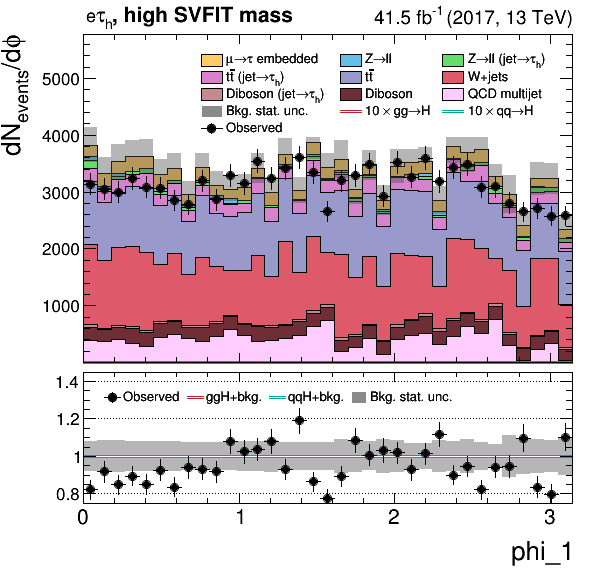 eτh, high SVFIT mass 41.5 fb⁻¹ (2017, 13 TeV)
dNevents/dϕ
5000
4000
3000
2000
1000
μ→τ embedded Z→ll Z→ll (jet→τh)
tt̄ (jet→τh) tt̄ W+jets
Diboson (jet→τh) Diboson QCD multijet
Bkg. stat. unc. 10 × gg→H 10 × qq→H
Observed
1.4
1.2
1
0.8
Observed ggH+bkg. qqH+bkg. Bkg. stat. unc.
0 1 2 3
phi_1